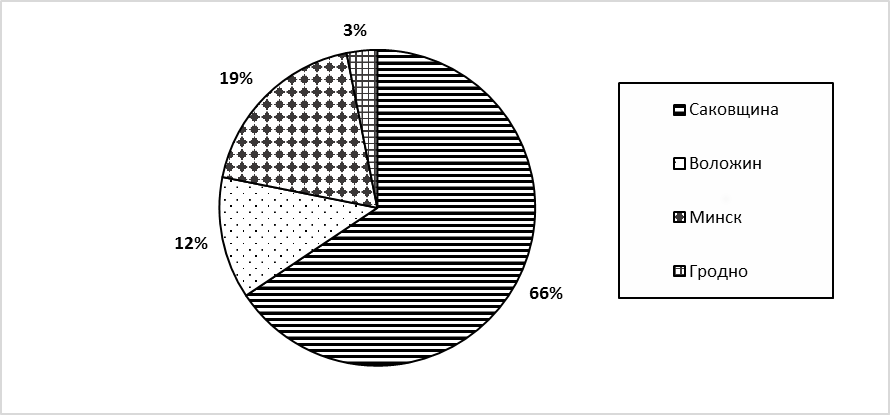 3%
19%
12%
66%
Саковщина
Воложин
Минск
Гродно